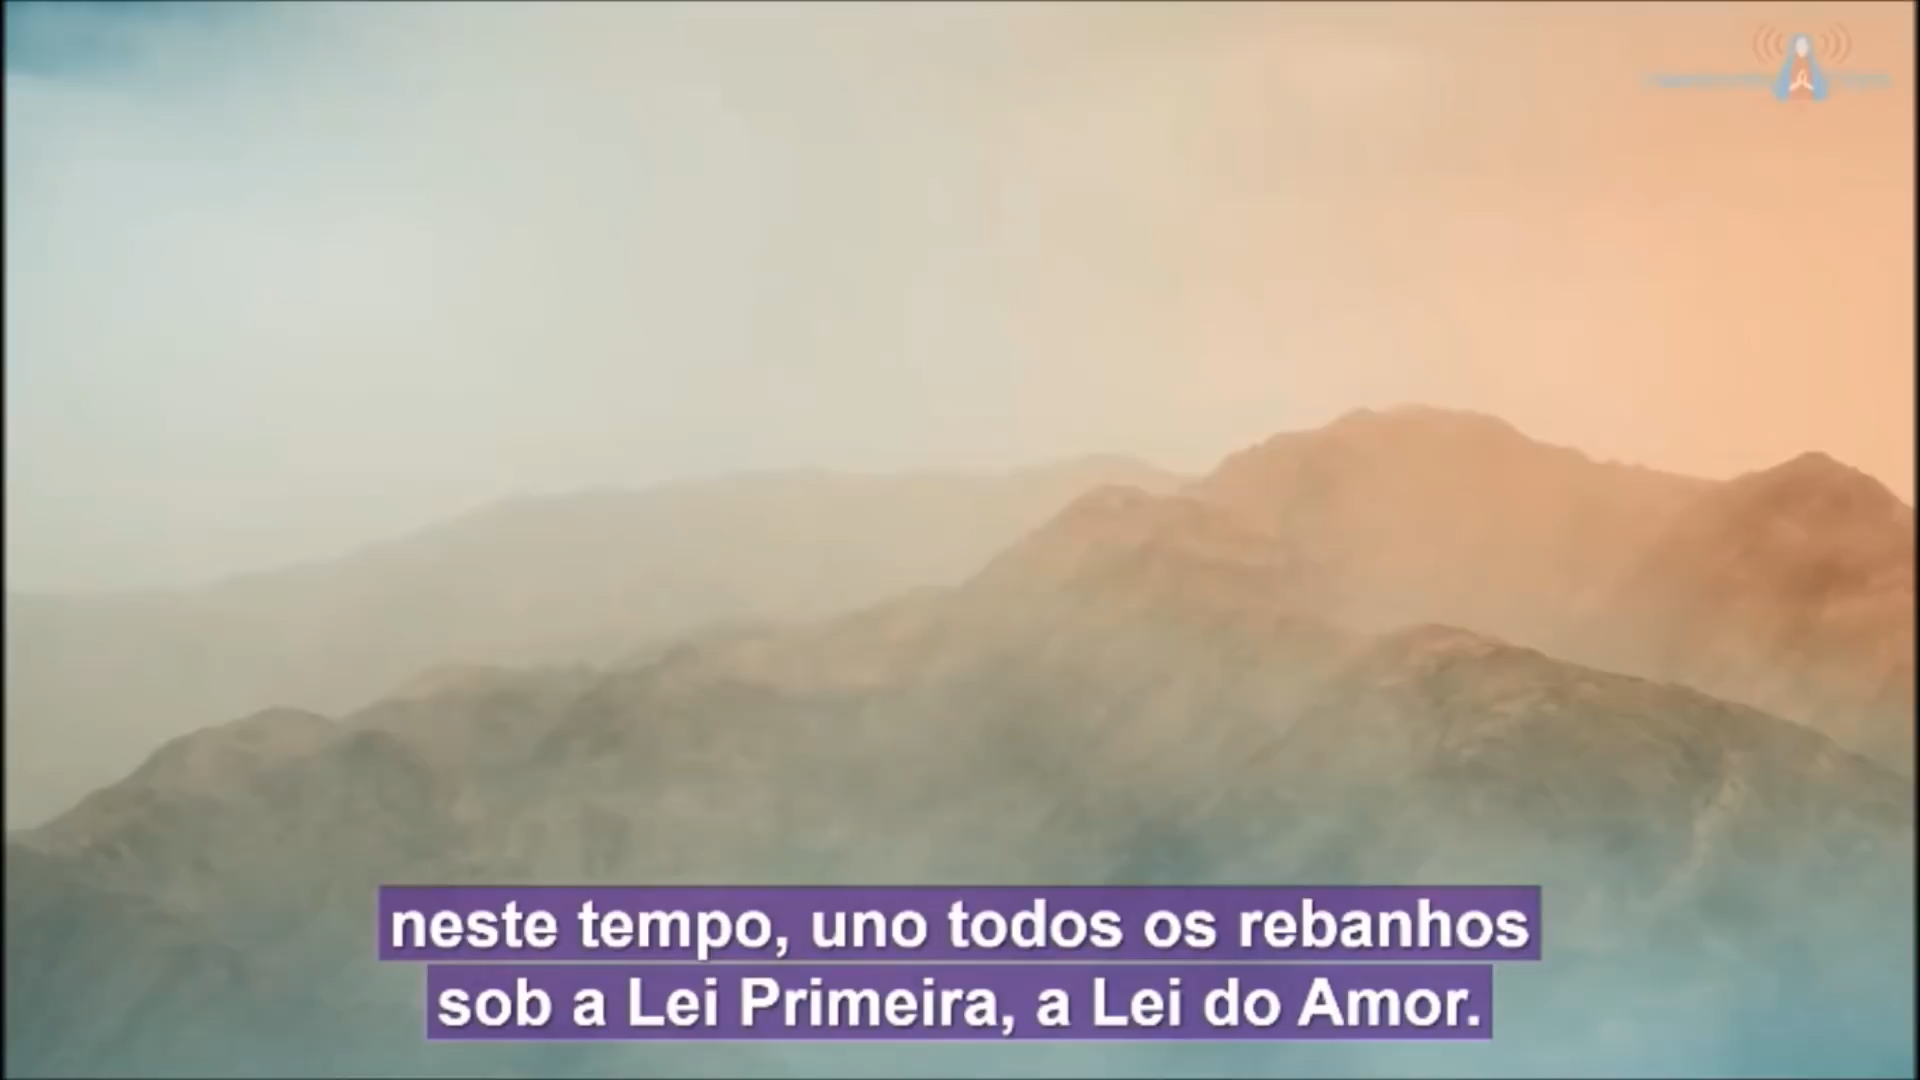 neste tempo, uno todos os rebanhos
sob a Lei Primeira, a Lei do Amor.